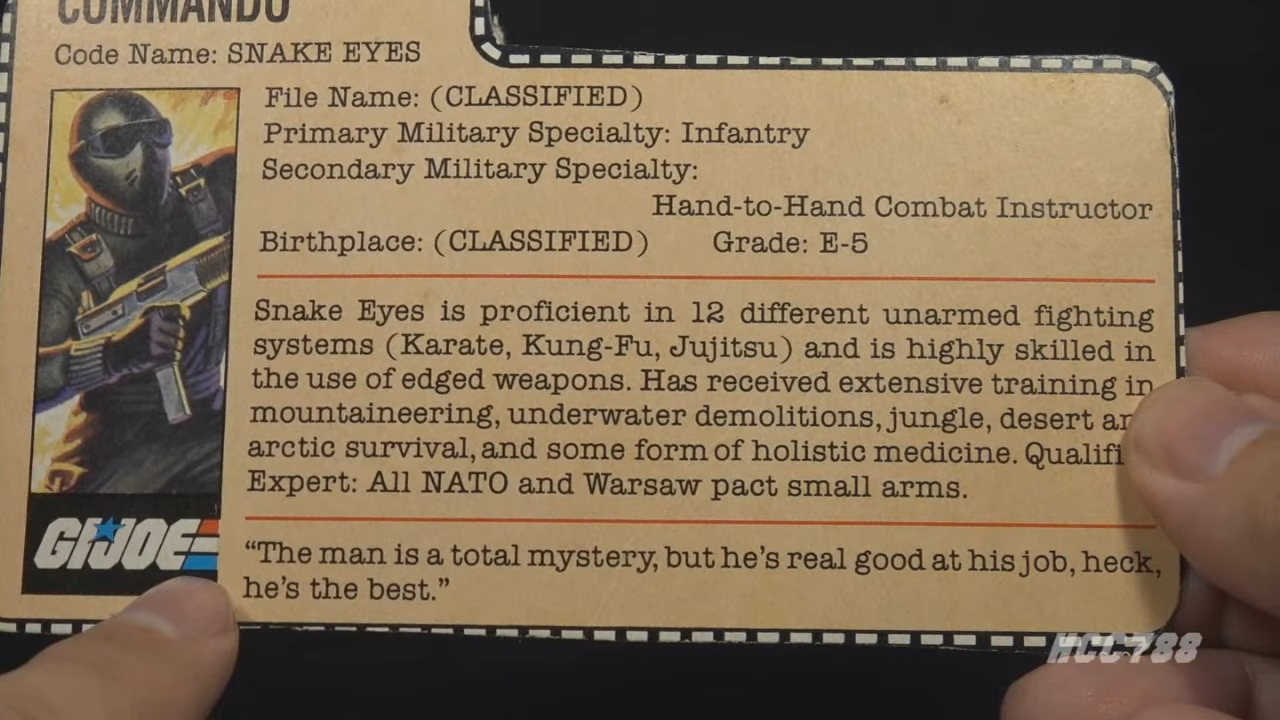 COMMANDO
Code Name: SNAKE EYES
File Name: (CLASSIFIED)
Primary Military Specialty: Infantry
Secondary Military Specialty:
Hand-to-Hand Combat Instructor
Birthplace: (CLASSIFIED) Grade: E-5
Snake Eyes is proficient in 12 different unarmed fighting
systems (Karate, Kung-Fu, Jujitsu) and is highly skilled in
the use of edged weapons. Has received extensive training in
mountaineering, underwater demolitions, jungle, desert an
arctic survival, and some form of holistic medicine. Qualifi
Expert: All NATO and Warsaw pact small arms.
GI JOE
"The man is a total mystery, but he's real good at his job, heck,
he's the best."
HCC788